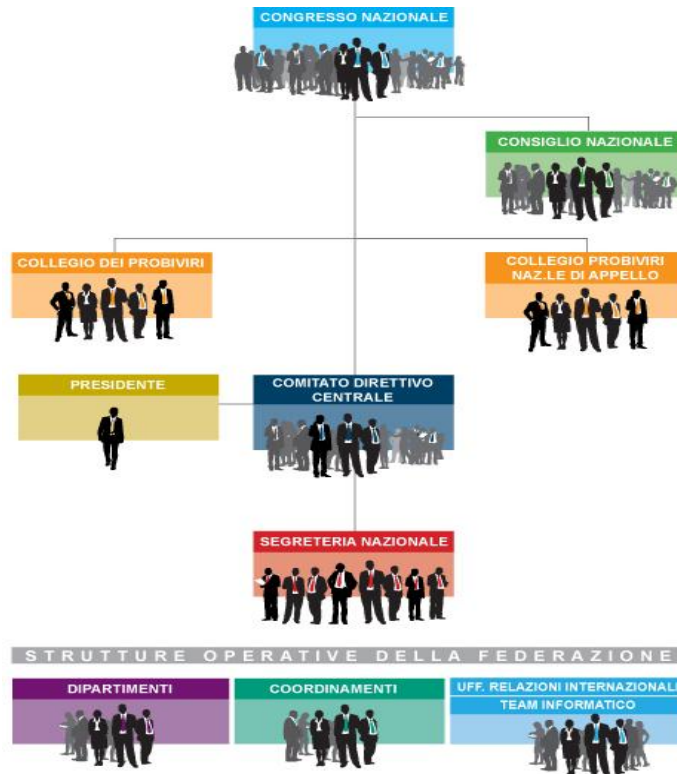 CONGRESSO NAZIONALE
CONSIGLIO NAZIONALE
COLLEGIO DEI PROBIVIRI
COLLEGIO PROBIVIRI
NAZ.LE DI APPELLO
PRESIDENTE
COMITATO DIRETTIVO
CENTRALE
SEGRETERIA NAZIONALE
STRUTTURE OPERATIVE DELLA FEDERAZIONE
DIPARTIMENTI
COORDINAMENTI
UFF. RELAZIONI INTERNAZIONALI
TEAM INFORMATICO